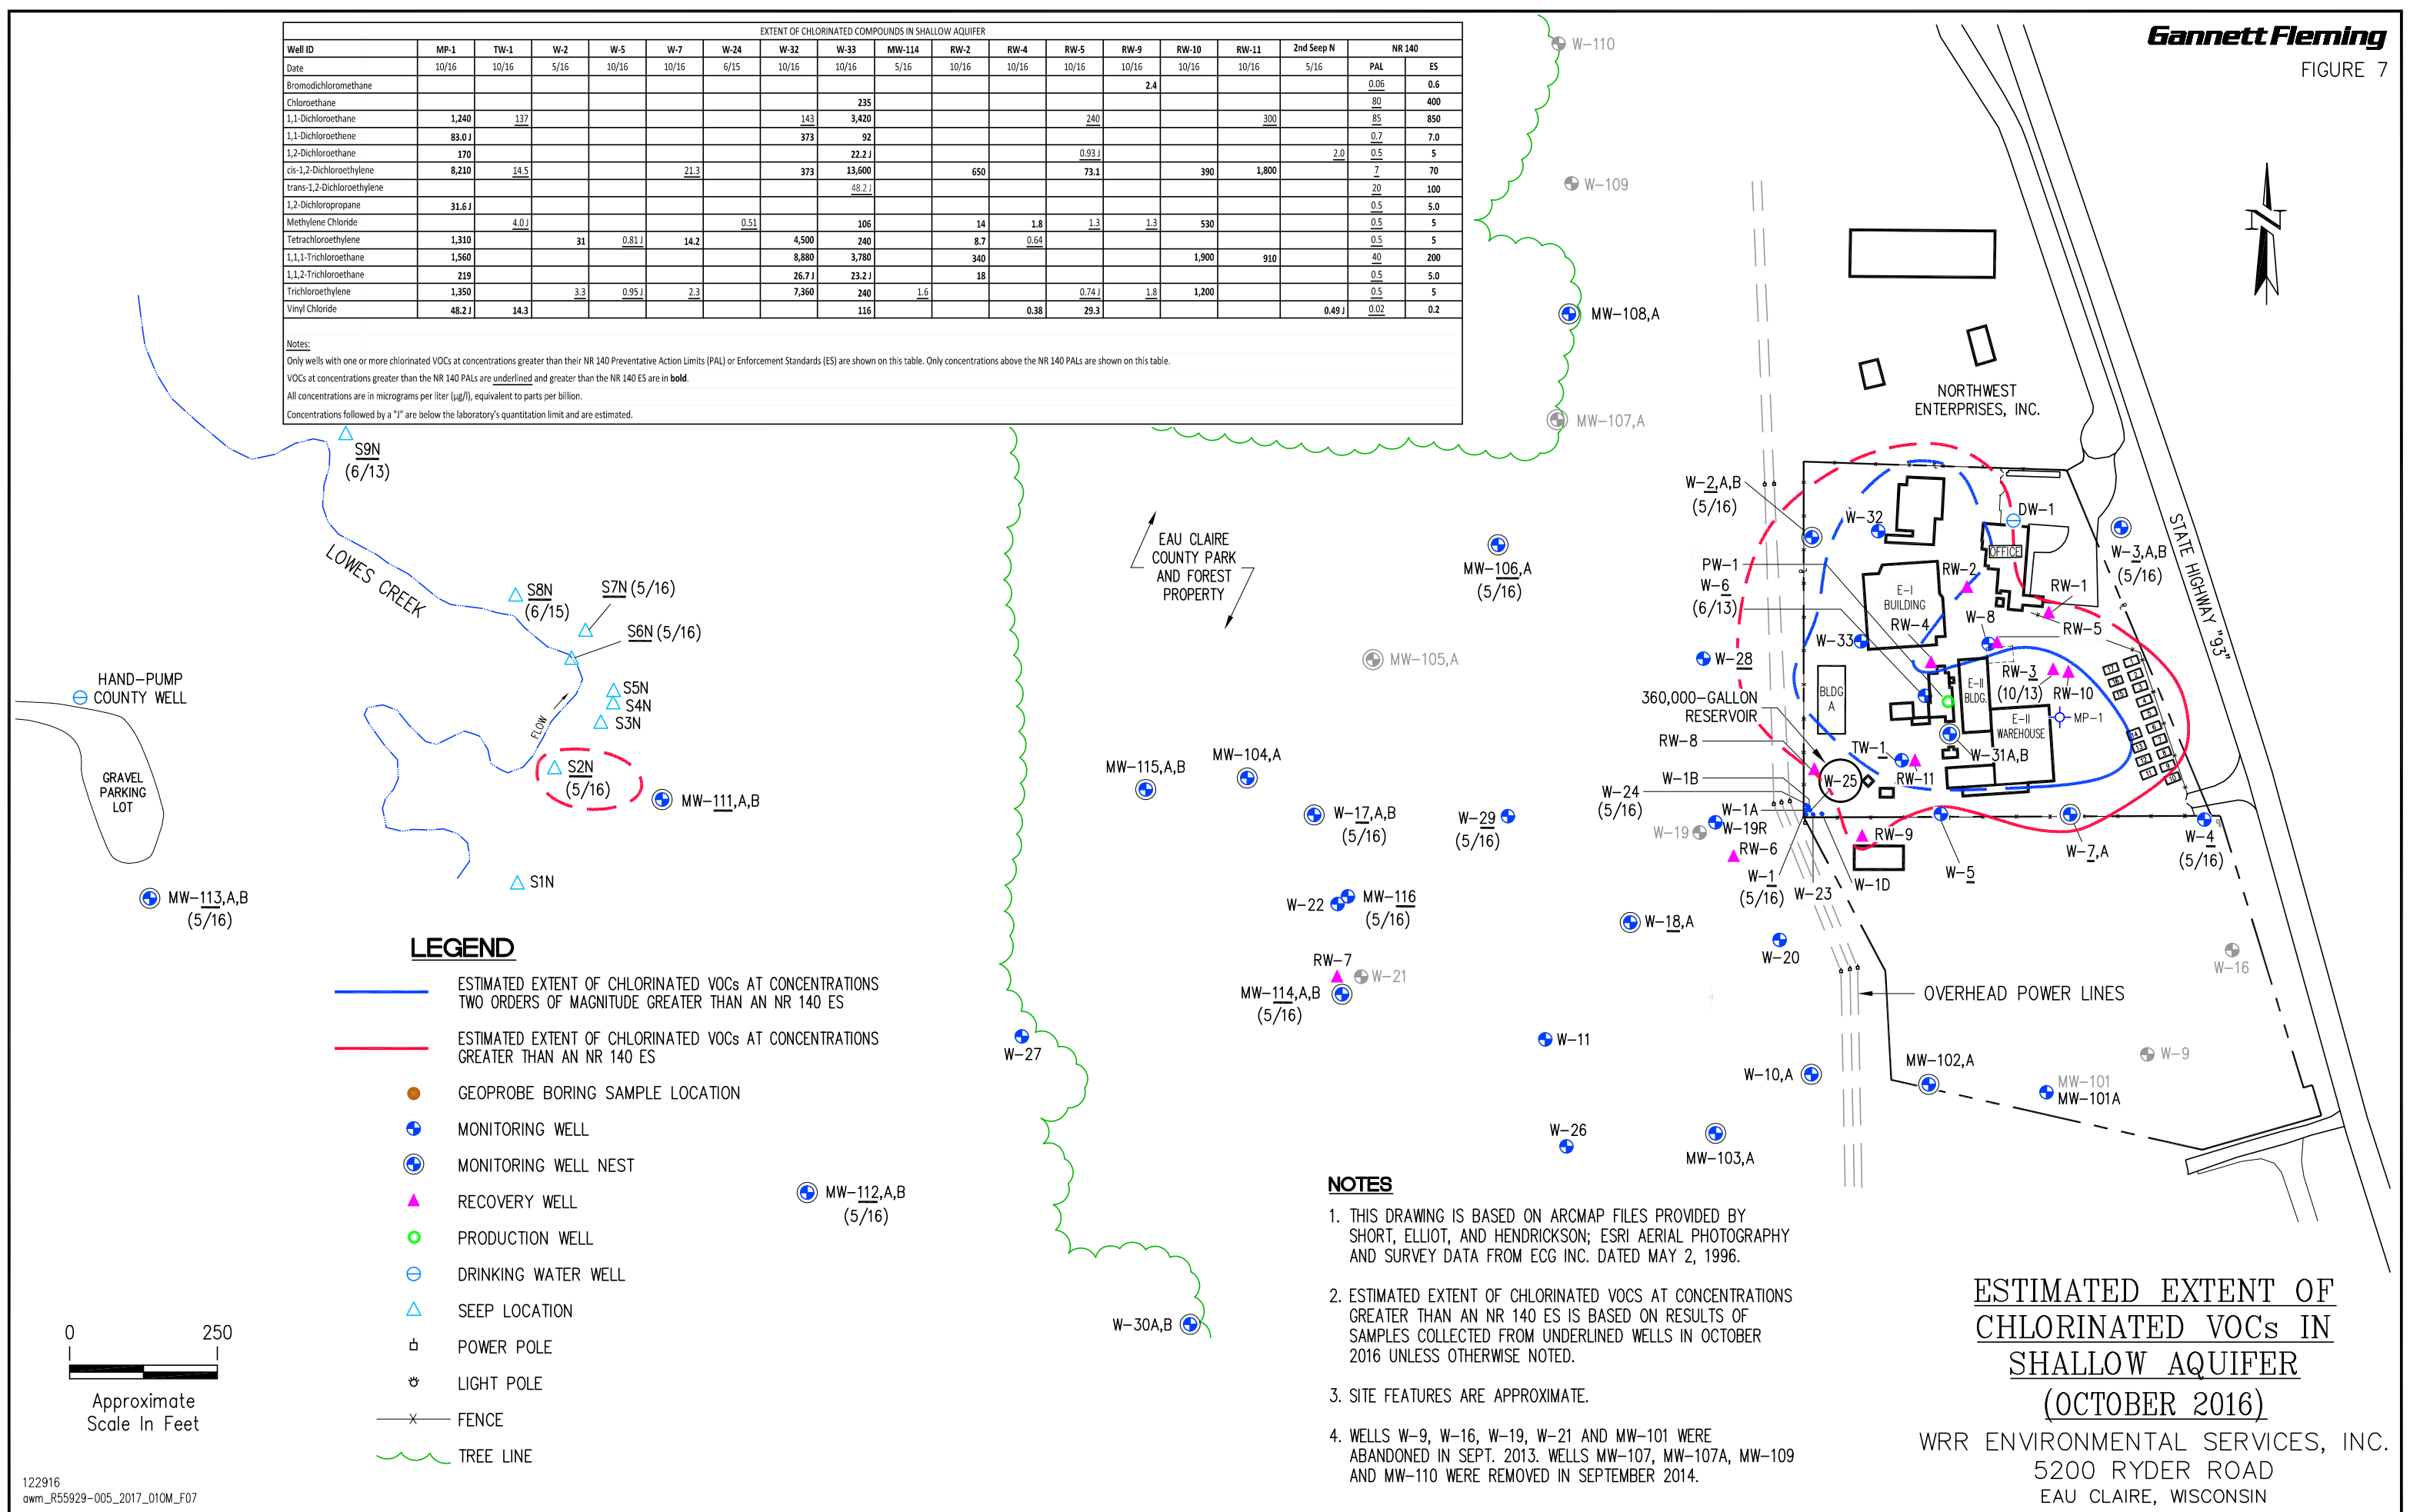 Gannett Fleming
FIGURE 7
EXTENT OF CHLORINATED COMPOUNDS IN SHALLOW AQUIFER
Well ID MP-1 TW-1 W-2 W-5 W-7 W-24 W-32 W-33 MW-114 RW-2 RW-4 RW-5 RW-9 RW-10 RW-11 2nd Seep N NR 140
Date 10/16 10/16 5/16 10/16 10/16 6/15 10/16 10/16 5/16 10/16 10/16 10/16 10/16 10/16 10/16 5/16 PAL ES
Bromodichloromethane 2.4 0.06 0.6
Chloroethane 235 80 400
1,1-Dichloroethane 1,240 137 143 3,420 240 300 85 850
1,1-Dichloroethene 83.0 J 373 92 0.7 7.0
1,2-Dichloroethane 170 22.2 J 0.93 J 2.0 0.5 5
cis-1,2-Dichloroethylene 8,210 14.5 21.3 373 13,600 650 73.1 390 1,800 7 70
trans-1,2-Dichloroethylene 48.2 J 20 100
1,2-Dichloropropane 31.6 J 0.5 5.0
Methylene Chloride 4.0 J 0.51 106 14 1.8 1.3 1.3 530 0.5 5
Tetrachloroethylene 1,310 31 0.81 J 14.2 4,500 240 8.7 0.64 0.5 5
1,1,1-Trichloroethane 1,560 8,880 3,780 340 1,900 910 40 200
1,1,2-Trichloroethane 219 26.7 J 23.2 J 18 0.5 5.0
Trichloroethylene 1,350 3.3 0.95 J 2.3 7,360 240 1.6 0.74 J 1.8 1,200 0.5 5
Vinyl Chloride 48.2 J 14.3 116 0.38 29.3 0.49 J 0.02 0.2
Notes:
Only wells with one or more chlorinated VOCs at concentrations greater than their NR 140 Preventative Action Limits (PAL) or Enforcement Standards (ES) are shown on this table. Only concentrations above the NR 140 PALs are shown on this table.
VOCs at concentrations greater than the NR 140 PALs are underlined and greater than the NR 140 ES are in bold.
All concentrations are in micrograms per liter (µg/l), equivalent to parts per billion.
Concentrations followed by a "J" are below the laboratory's quantitation limit and are estimated.
W-110
W-109
MW-108,A
MW-107,A
N
NORTHWEST
ENTERPRISES, INC.
STATE HIGHWAY "93"
S9N
(6/13)
LOWES CREEK
S8N
(6/15)
S7N (5/16)
S6N (5/16)
S5N
S4N
S3N
FLOW
S2N
(5/16)
S1N
HAND-PUMP
COUNTY WELL
GRAVEL
PARKING
LOT
MW-113,A,B
(5/16)
MW-111,A,B
EAU CLAIRE
COUNTY PARK
AND FOREST
PROPERTY
MW-106,A
(5/16)
MW-105,A
MW-104,A
MW-115,A,B
W-17,A,B
(5/16)
W-29
(5/16)
W-22
MW-116
(5/16)
RW-7
W-21
MW-114,A,B
(5/16)
W-27
W-11
W-26
MW-103,A
W-10,A
W-18,A
W-20
W-30A,B
MW-112,A,B
(5/16)
W-2,A,B
(5/16)
PW-1
W-6
(6/13)
W-28
360,000-GALLON
RESERVOIR
RW-8
W-1B
W-24
(5/16)
W-1A
W-19
W-19R
RW-6
W-1
(5/16)
W-23
W-1D
RW-9
W-5
W-7,A
W-4
(5/16)
W-32
DW-1
OFFICE
W-3,A,B
(5/16)
RW-2
E-I
BUILDING
RW-4
W-8
RW-1
RW-5
W-33
BLDG
A
E-II
BLDG.
RW-3
(10/13)
RW-10
MP-1
E-II
WAREHOUSE
W-31A,B
TW-1
RW-11
W-25
W-16
W-9
MW-101
MW-101A
MW-102,A
OVERHEAD POWER LINES
LEGEND
ESTIMATED EXTENT OF CHLORINATED VOCs AT CONCENTRATIONS
TWO ORDERS OF MAGNITUDE GREATER THAN AN NR 140 ES
ESTIMATED EXTENT OF CHLORINATED VOCs AT CONCENTRATIONS
GREATER THAN AN NR 140 ES
GEOPROBE BORING SAMPLE LOCATION
MONITORING WELL
MONITORING WELL NEST
RECOVERY WELL
PRODUCTION WELL
DRINKING WATER WELL
SEEP LOCATION
POWER POLE
LIGHT POLE
FENCE
TREE LINE
0 250
Approximate
Scale In Feet
122916
awm_R55929-005_2017_010M_F07
NOTES
1. THIS DRAWING IS BASED ON ARCMAP FILES PROVIDED BY
SHORT, ELLIOT, AND HENDRICKSON; ESRI AERIAL PHOTOGRAPHY
AND SURVEY DATA FROM ECG INC. DATED MAY 2, 1996.
2. ESTIMATED EXTENT OF CHLORINATED VOCS AT CONCENTRATIONS
GREATER THAN AN NR 140 ES IS BASED ON RESULTS OF
SAMPLES COLLECTED FROM UNDERLINED WELLS IN OCTOBER
2016 UNLESS OTHERWISE NOTED.
3. SITE FEATURES ARE APPROXIMATE.
4. WELLS W-9, W-16, W-19, W-21 AND MW-101 WERE
ABANDONED IN SEPT. 2013. WELLS MW-107, MW-107A, MW-109
AND MW-110 WERE REMOVED IN SEPTEMBER 2014.
ESTIMATED EXTENT OF
CHLORINATED VOCs IN
SHALLOW AQUIFER
(OCTOBER 2016)
WRR ENVIRONMENTAL SERVICES, INC.
5200 RYDER ROAD
EAU CLAIRE, WISCONSIN